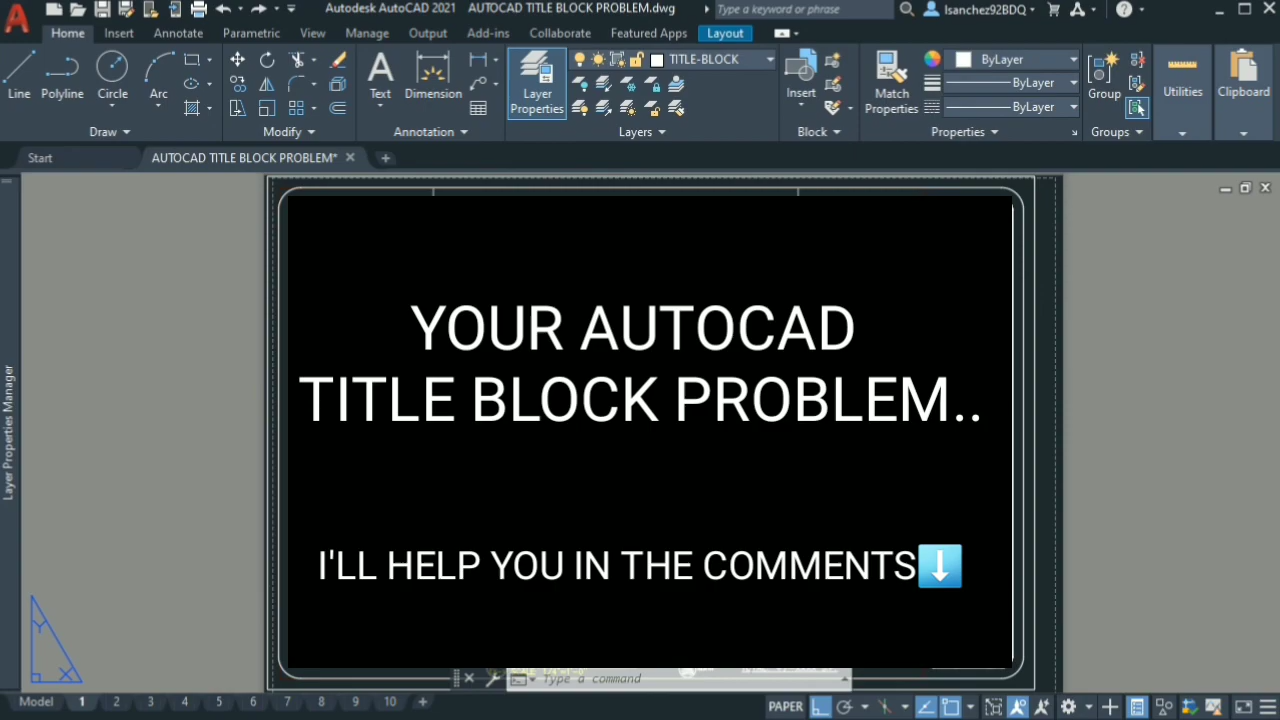 Autodesk AutoCAD 2021 AUTOCAD TITLE BLOCK PROBLEM.dwg
Type a keyword or phrase
lsanchez92BDQ
Home Insert Annotate Parametric View Manage Output Add-ins Collaborate Featured Apps Layout
Line Polyline Circle Arc
Text Dimension
Layer Properties
TITLE-BLOCK
Insert
Match Properties
ByLayer
ByLayer
ByLayer
Group
Utilities
Clipboard
Draw Modify Annotation Layers Block Properties Groups
Start AUTOCAD TITLE BLOCK PROBLEM*
Layer Properties Manager
YOUR AUTOCAD
TITLE BLOCK PROBLEM..
I'LL HELP YOU IN THE COMMENTS⬇️
Y
X
Type a command
Model 1 2 3 4 5 6 7 8 9 10
PAPER